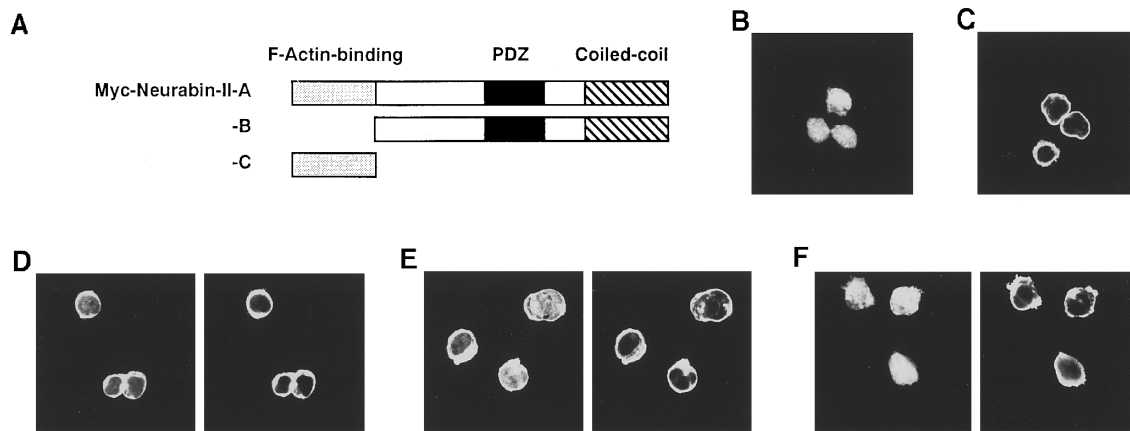 A
F-Actin-binding PDZ Coiled-coil
Myc-Neurabin-II-A
-B
-C
B
C
D
E
F